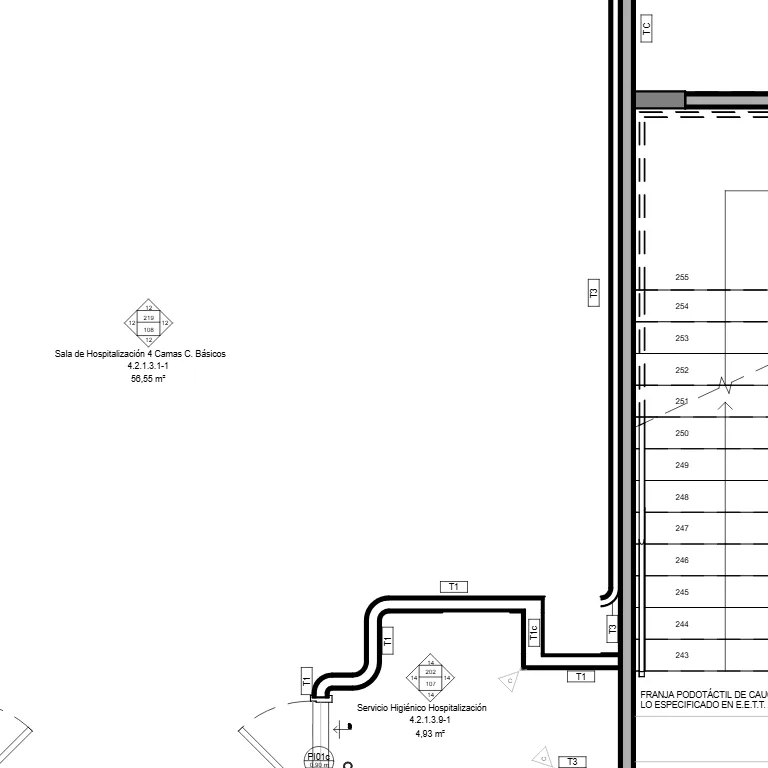 TC
255
T3
254
12
219
12 12
108
12
253
Sala de Hospitalización 4 Camas C. Básicos
4.2.1.3.1-1
56,55 m²
252
251
250
249
248
247
246
245
T1
244
T1
T1c
T3
243
14
202
14 14
107
14
T1
T1
C
FRANJA PODOTÁCTIL DE CAU
LO ESPECIFICADO EN E.E.T.T.
Servicio Higiénico Hospitalización
4.2.1.3.9-1
4,93 m²
PI01c
0,90 m
C
T3